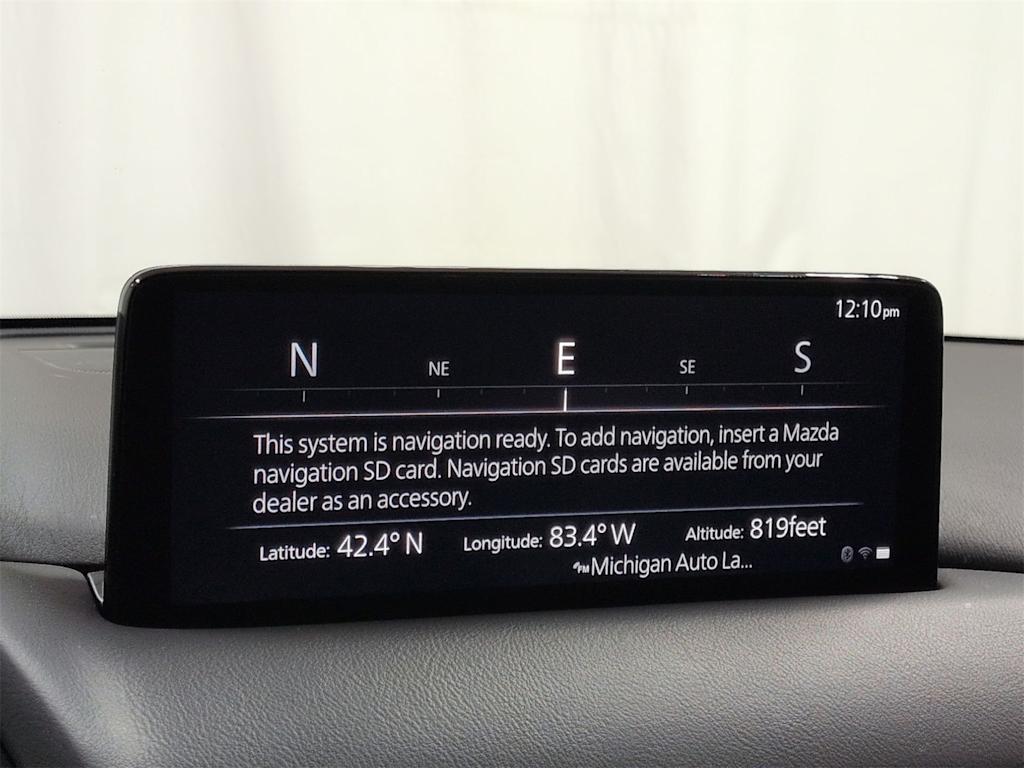 12:10pm
N NE E SE S
This system is navigation ready. To add navigation, insert a Mazda
navigation SD card. Navigation SD cards are available from your
dealer as an accessory.
Latitude: 42.4° N Longitude: 83.4° W Altitude: 819feet
FM Michigan Auto La...